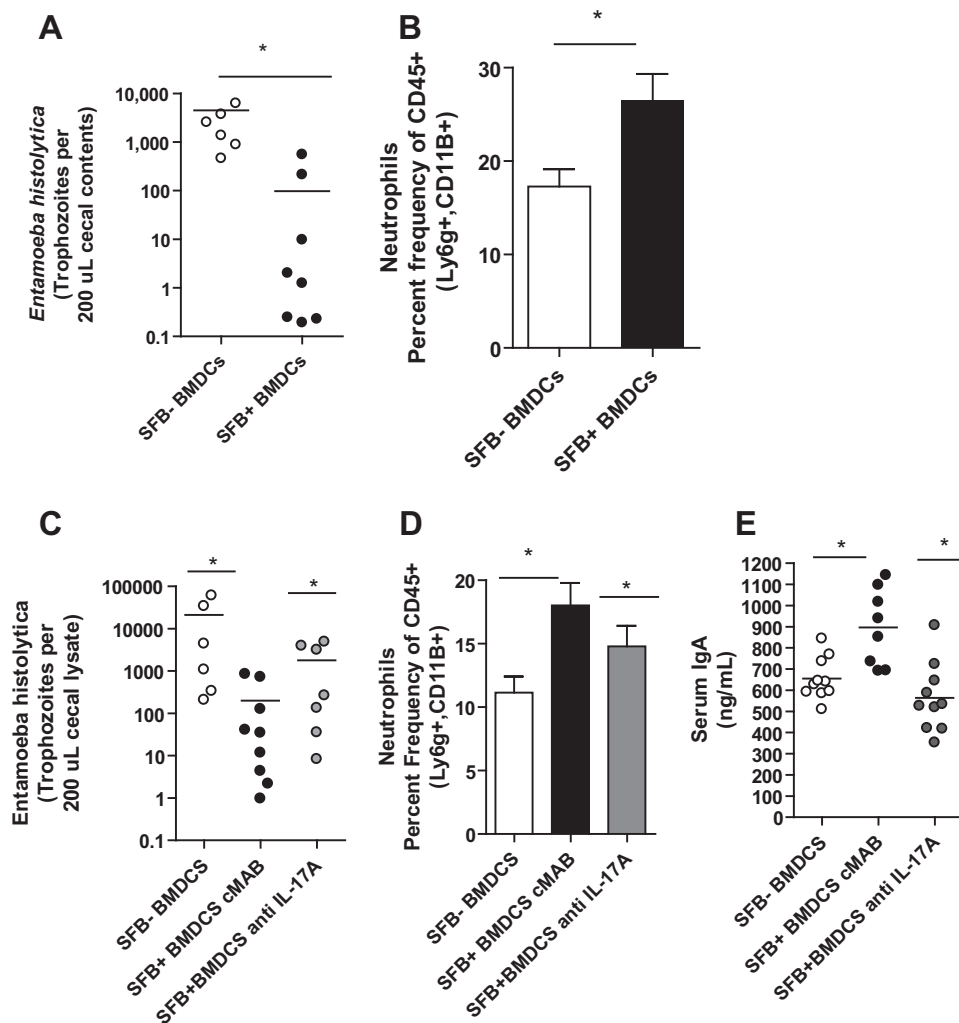 A
*
Entamoeba histolytica
(Trophozoites per
200 uL cecal contents)
10,000
1,000
100
10
1
0.1
SFB- BMDCs
SFB+ BMDCs
B
*
Neutrophils
Percent frequency of CD45+
(Ly6g+,CD11B+)
30
20
10
0
SFB- BMDCs
SFB+ BMDCs
C
*
*
Entamoeba histolytica
(Trophozoites per
200 uL cecal lysate)
100000
10000
1000
100
10
1
0.1
SFB- BMDCS
SFB+ BMDCS cMAB
SFB+BMDCS anti IL-17A
D
*
*
Neutrophils
Percent Frequency of CD45+
(Ly6g+,CD11B+)
20
15
10
5
0
SFB- BMDCS
SFB+ BMDCS cMAB
SFB+BMDCS anti IL-17A
E
*
*
Serum IgA
(ng/mL)
1200
1100
1000
900
800
700
600
500
400
300
200
100
0
SFB- BMDCS
SFB+ BMDCS cMAB
SFB+BMDCS anti IL-17A